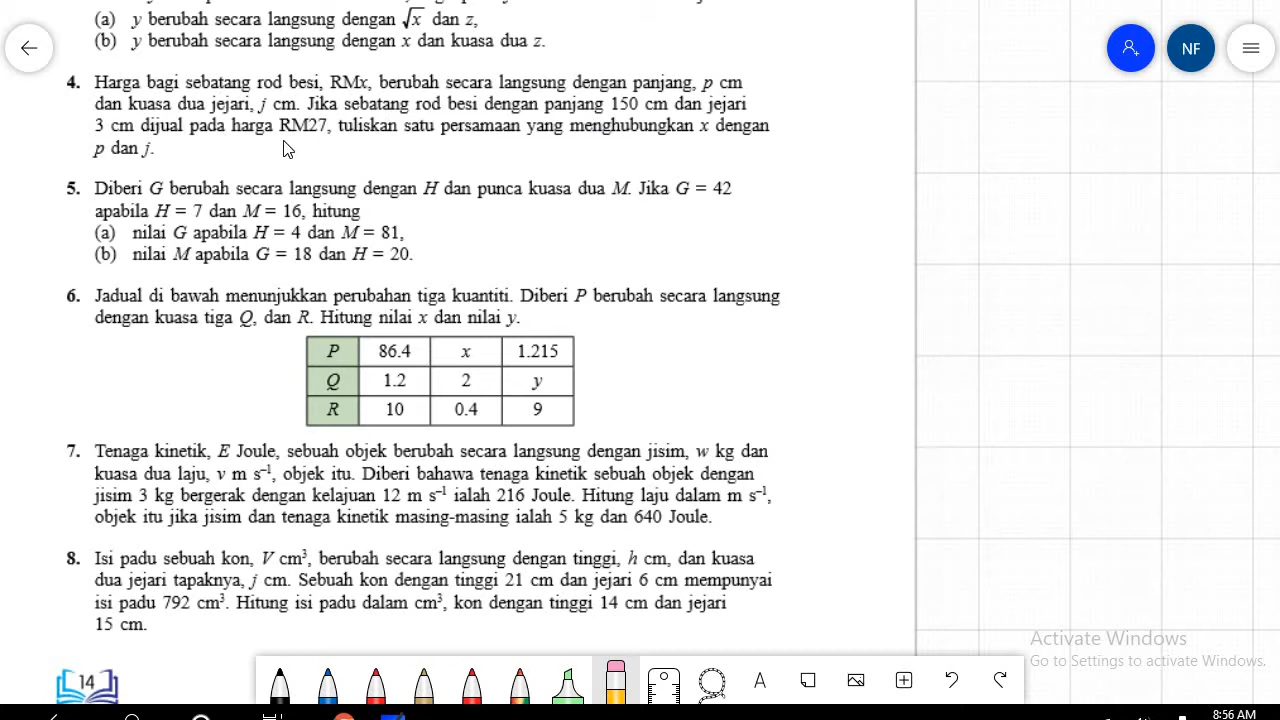 (a) y berubah secara langsung dengan √x dan z,
(b) y berubah secara langsung dengan x dan kuasa dua z.
NF
4. Harga bagi sebatang rod besi, RMx, berubah secara langsung dengan panjang, p cm
dan kuasa dua jejari, j cm. Jika sebatang rod besi dengan panjang 150 cm dan jejari
3 cm dijual pada harga RM27, tuliskan satu persamaan yang menghubungkan x dengan
p dan j.
5. Diberi G berubah secara langsung dengan H dan punca kuasa dua M. Jika G = 42
apabila H = 7 dan M = 16, hitung
(a) nilai G apabila H = 4 dan M = 81,
(b) nilai M apabila G = 18 dan H = 20.
6. Jadual di bawah menunjukkan perubahan tiga kuantiti. Diberi P berubah secara langsung
dengan kuasa tiga Q, dan R. Hitung nilai x dan nilai y.
P 86.4 x 1.215
Q 1.2 2 y
R 10 0.4 9
7. Tenaga kinetik, E Joule, sebuah objek berubah secara langsung dengan jisim, w kg dan
kuasa dua laju, v m s⁻¹, objek itu. Diberi bahawa tenaga kinetik sebuah objek dengan
jisim 3 kg bergerak dengan kelajuan 12 m s⁻¹ ialah 216 Joule. Hitung laju dalam m s⁻¹,
objek itu jika jisim dan tenaga kinetik masing-masing ialah 5 kg dan 640 Joule.
8. Isi padu sebuah kon, V cm³, berubah secara langsung dengan tinggi, h cm, dan kuasa
dua jejari tapaknya, j cm. Sebuah kon dengan tinggi 21 cm dan jejari 6 cm mempunyai
isi padu 792 cm³. Hitung isi padu dalam cm³, kon dengan tinggi 14 cm dan jejari
15 cm.
Activate Windows
Go to Settings to activate Windows.
14
A
8:56 AM